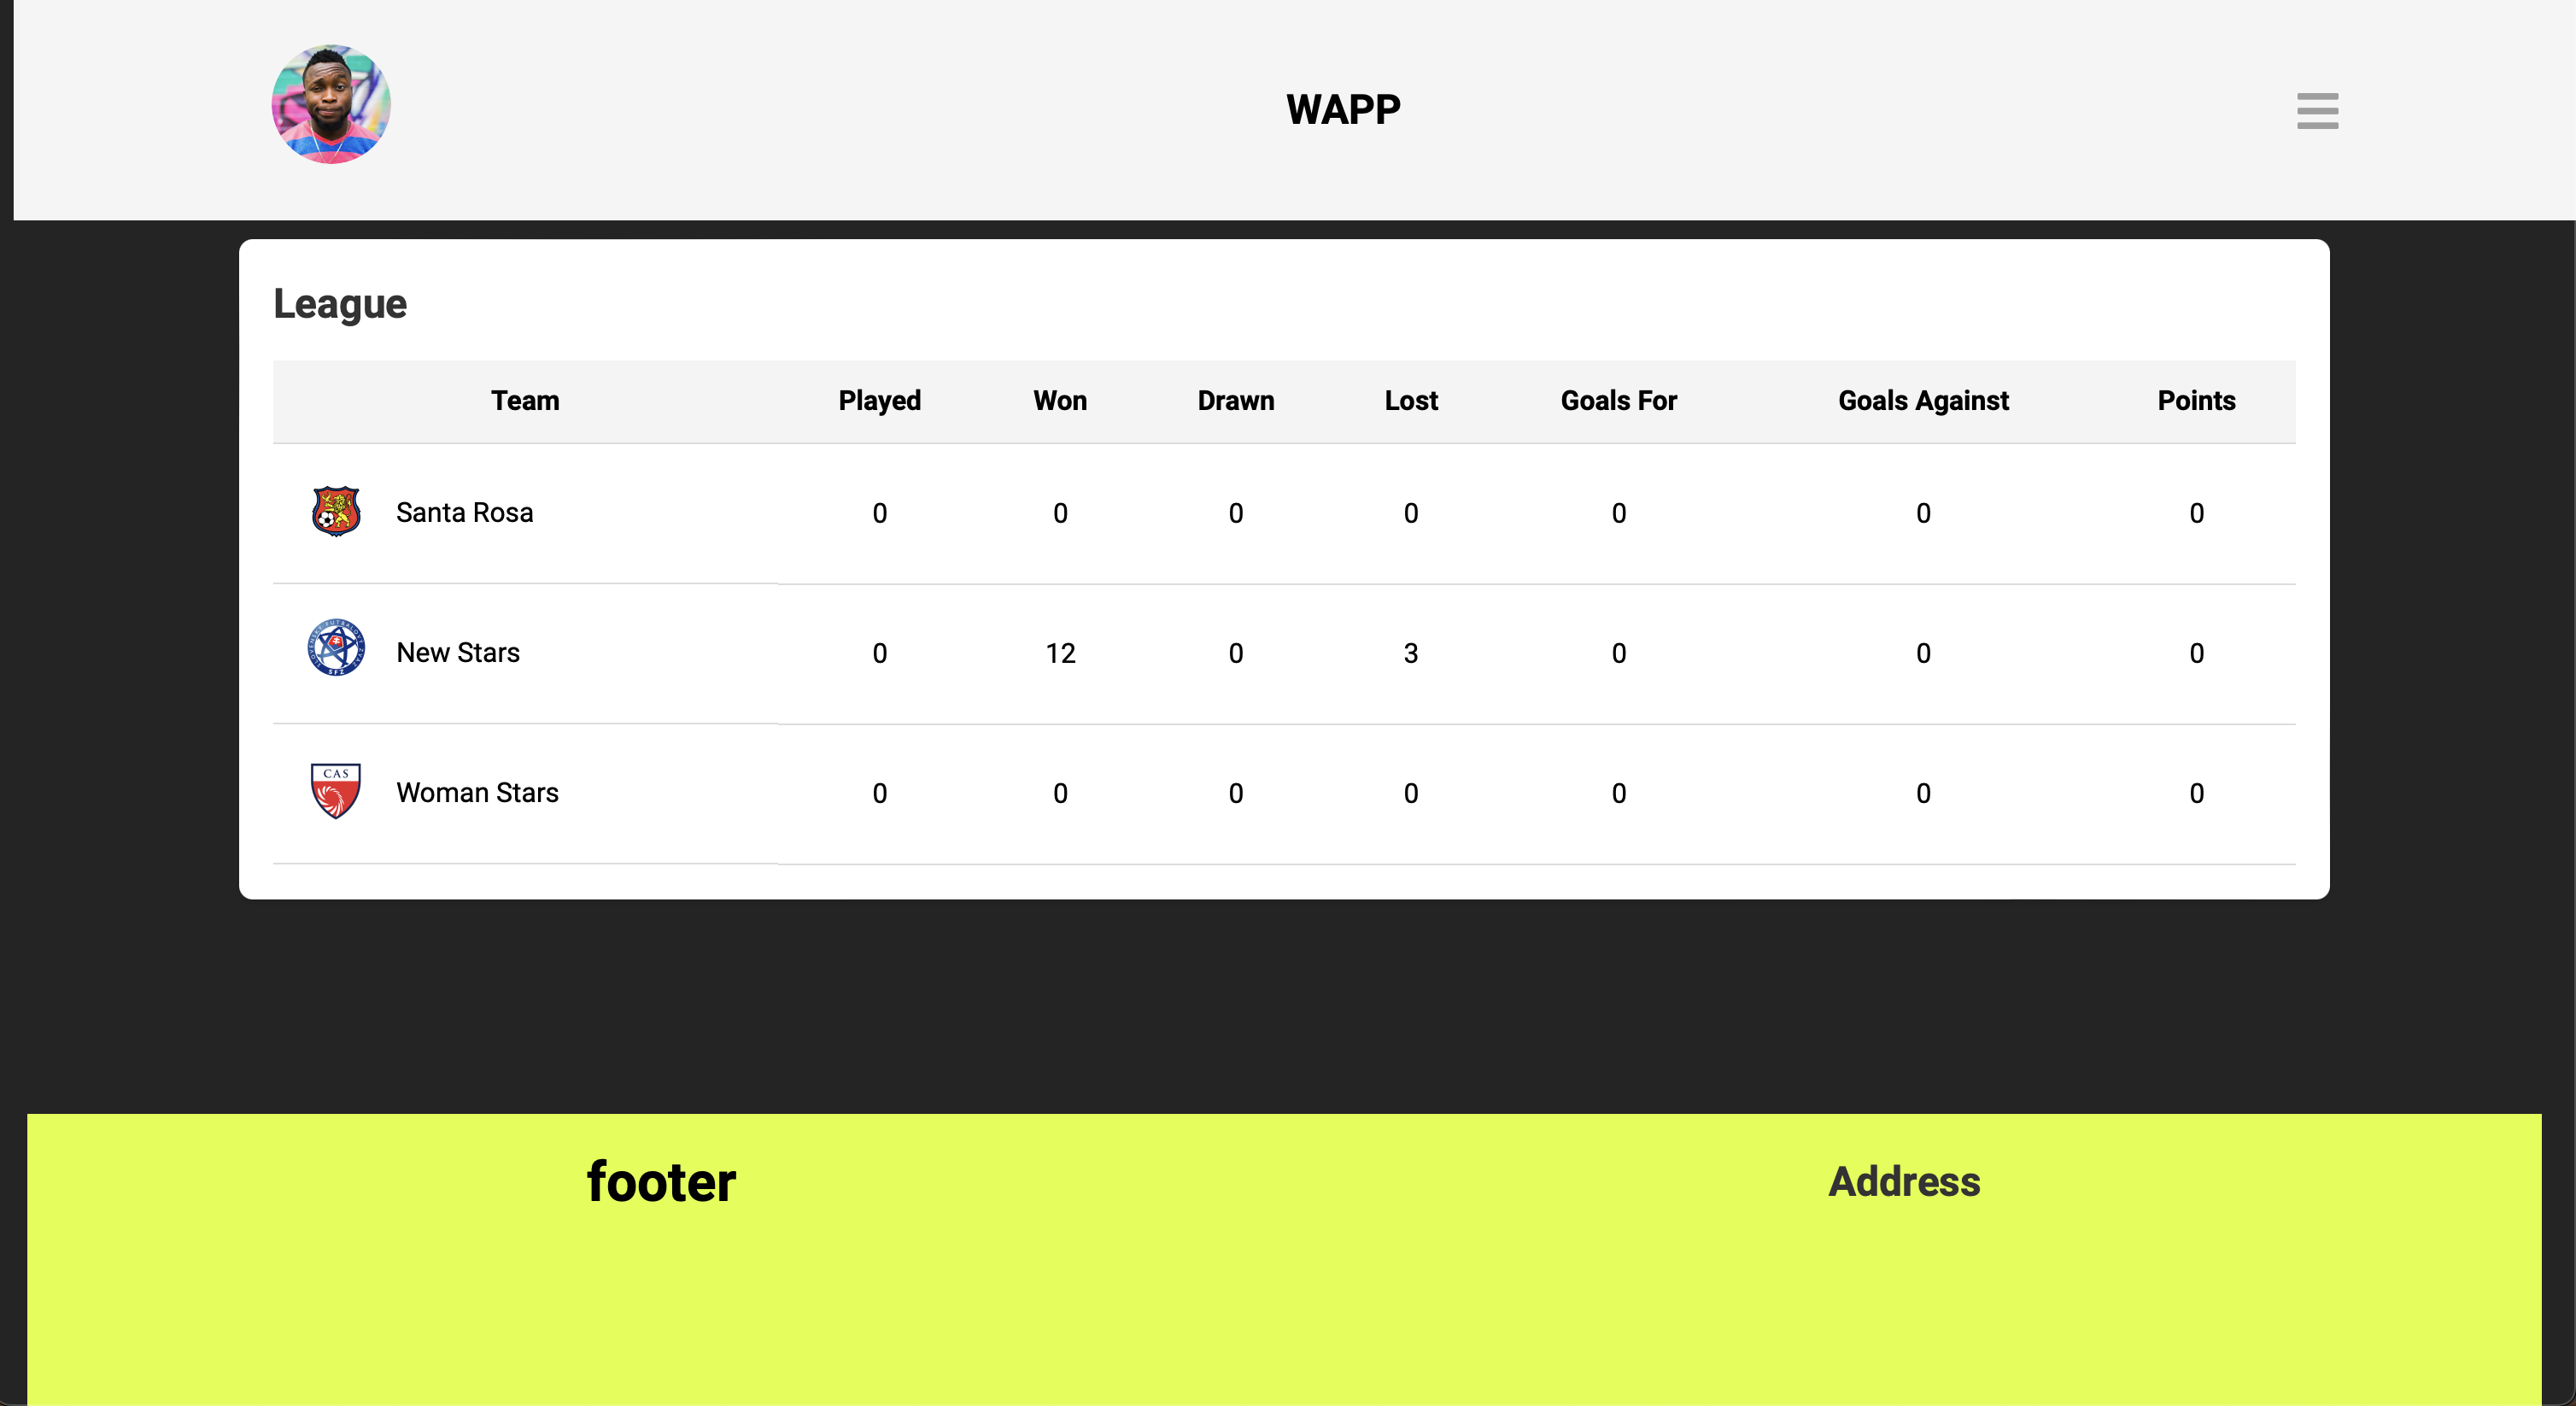 WAPP
League
Team Played Won Drawn Lost Goals For Goals Against Points
Santa Rosa 0 0 0 0 0 0 0
New Stars 0 12 0 3 0 0 0
CAS
Woman Stars 0 0 0 0 0 0 0
footer Address